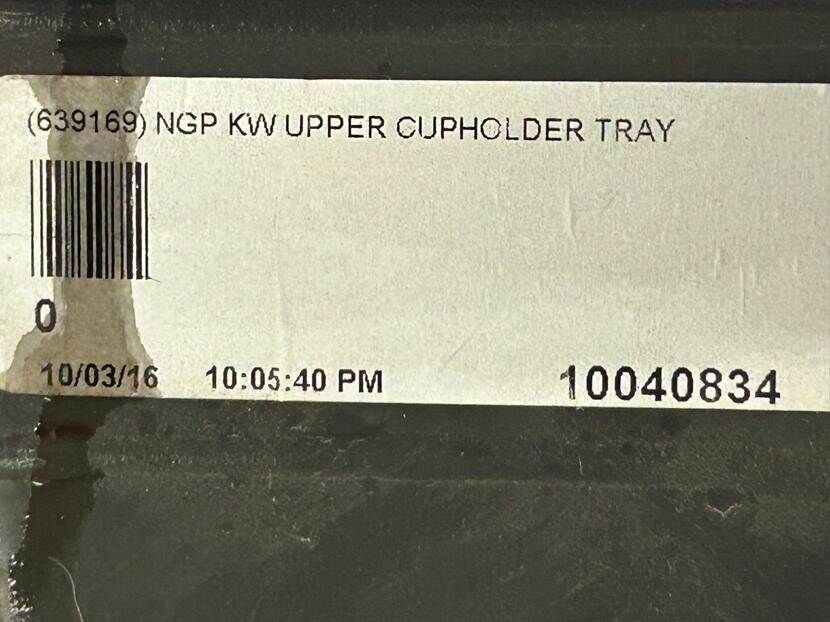 (639169) NGP KW UPPER CUPHOLDER TRAY
0
10/03/16 10:05:40 PM 10040834